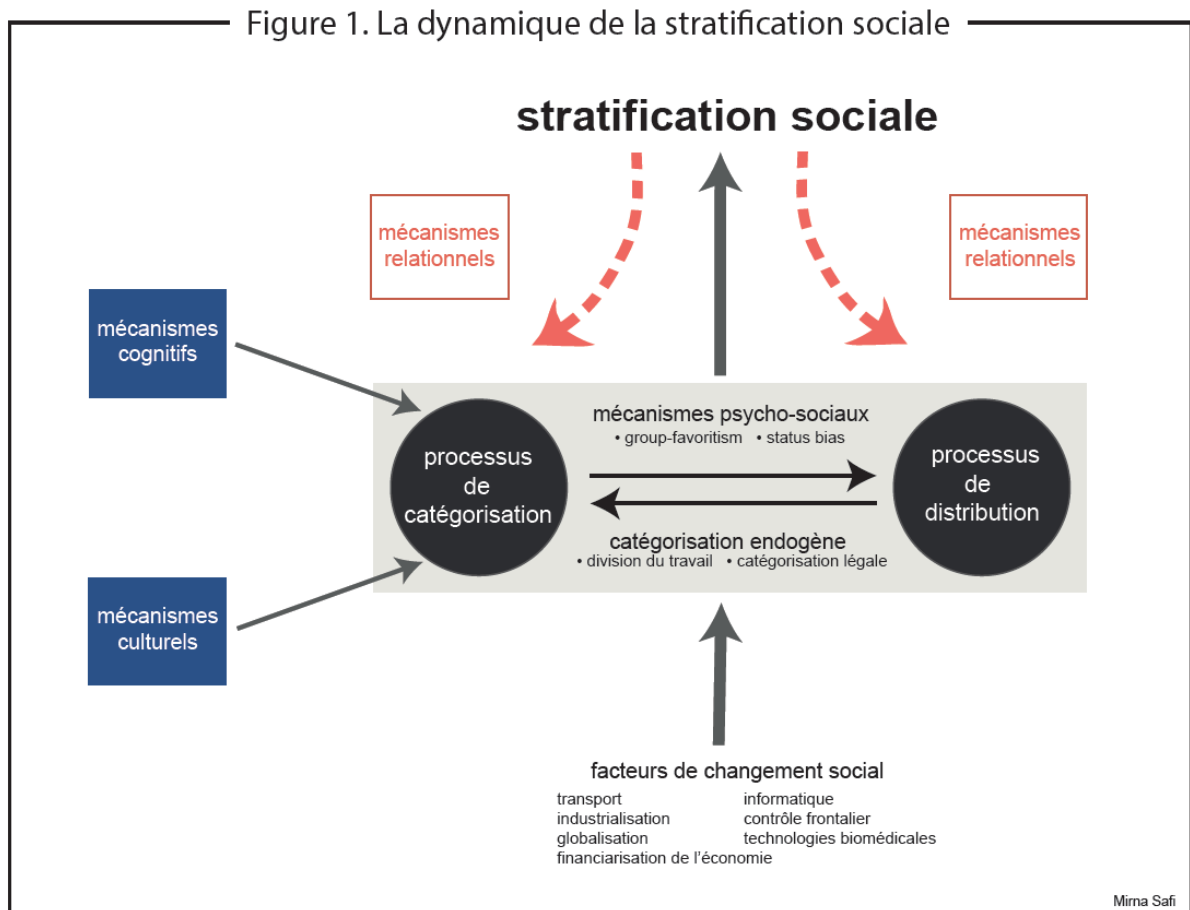 Figure 1. La dynamique de la stratification sociale
stratification sociale
mécanismes
relationnels
mécanismes
relationnels
mécanismes
cognitifs
mécanismes psycho-sociaux
• group-favoritism • status bias
processus
de
catégorisation
processus
de
distribution
catégorisation endogène
• division du travail • catégorisation légale
mécanismes
culturels
facteurs de changement social
transport
industrialisation
globalisation
financiarisation de l'économie
informatique
contrôle frontalier
technologies biomédicales
Mirna Safi